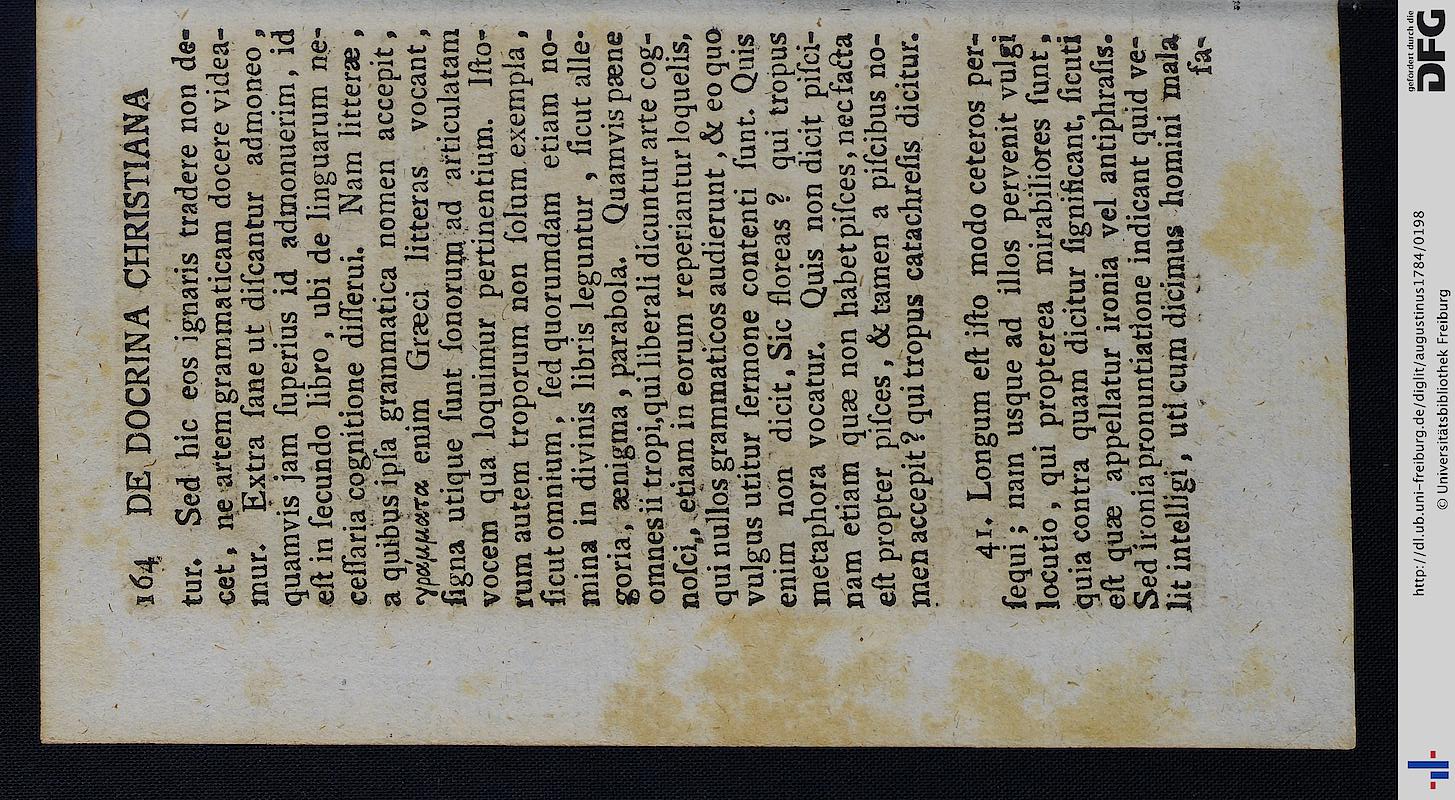 164 DE DOCRINA CHRISTIANA
tur. Sed hic eos ignaris tradere non de-
cet, ne artem grammaticam docere videa-
mur. Extra ſane ut diſcantur admoneo,
quamvis jam ſuperius id admonuerim, id
eſt in ſecundo libro, ubi de linguarum ne-
ceſſaria cognitione diſſerui. Nam litteræ,
a quibus ipſa grammatica nomen accepit,
γράμματα enim Græci litteras vocant,
ſigna utique ſunt ſonorum ad articulatam
vocem qua loquimur pertinentium. Iſto-
rum autem troporum non ſolum exempla,
ſicut omnium, ſed quorumdam etiam no-
mina in divinis libris leguntur, ſicut alle-
goria, ænigma, parabola. Quamvis pæne
omnes ii tropi, qui liberali dicuntur arte cog-
noſci,, etiam in eorum reperiantur loquelis,
qui nullos grammaticos audierunt, & eo quo
vulgus utitur ſermone contenti ſunt. Quis
enim non dicit, Sic floreas? qui tropus
metaphora vocatur. Quis non dicit piſci-
nam etiam quæ non habet piſces, nec facta
eſt propter piſces, & tamen a piſcibus no-
men accepit? qui tropus catachreſis dicitur.
41. Longum eſt iſto modo ceteros per-
ſequi; nam usque ad illos pervenit vulgi
locutio, qui propterea mirabiliores ſunt,
quia contra quam dicitur ſignificant, ſicuti
eſt quæ appellatur ironia vel antiphraſis.
Sed ironia pronuntiatione indicant quid ve-
lit intelligi, uti cum dicimus homini mala
fa-
http://dl.ub.uni-freiburg.de/diglit/augustinus1784/0198
© Universitätsbibliothek Freiburg
gefördert durch die
DFG